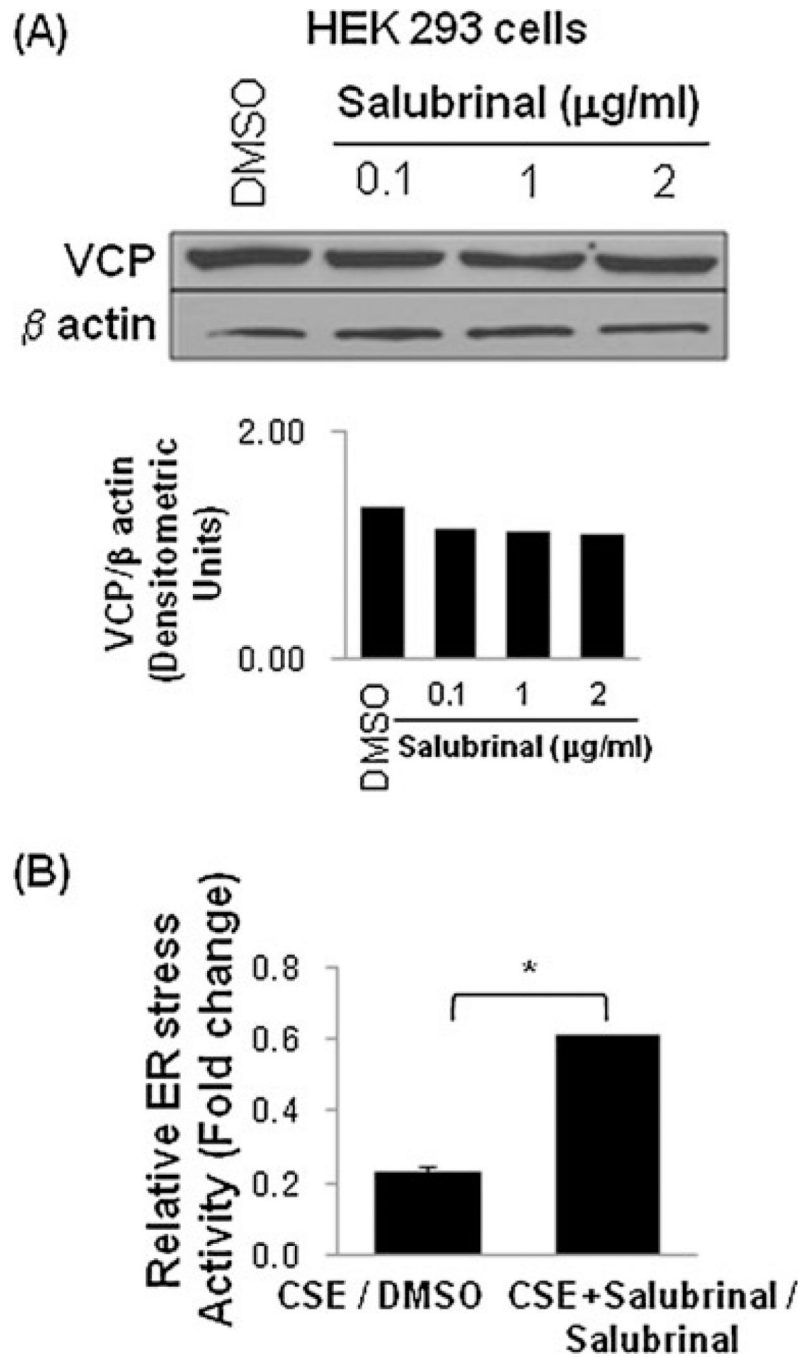 (A)
HEK 293 cells
DMSO
Salubrinal (μg/ml)
0.1 1 2
VCP
β actin
VCP/β actin
(Densitometric
Units)
2.00
0.00
DMSO
0.1 1 2
Salubrinal (μg/ml)
(B)
Relative ER stress
Activity (Fold change)
0.8
0.6
0.4
0.2
0.0
*
CSE / DMSO
CSE+Salubrinal /
Salubrinal